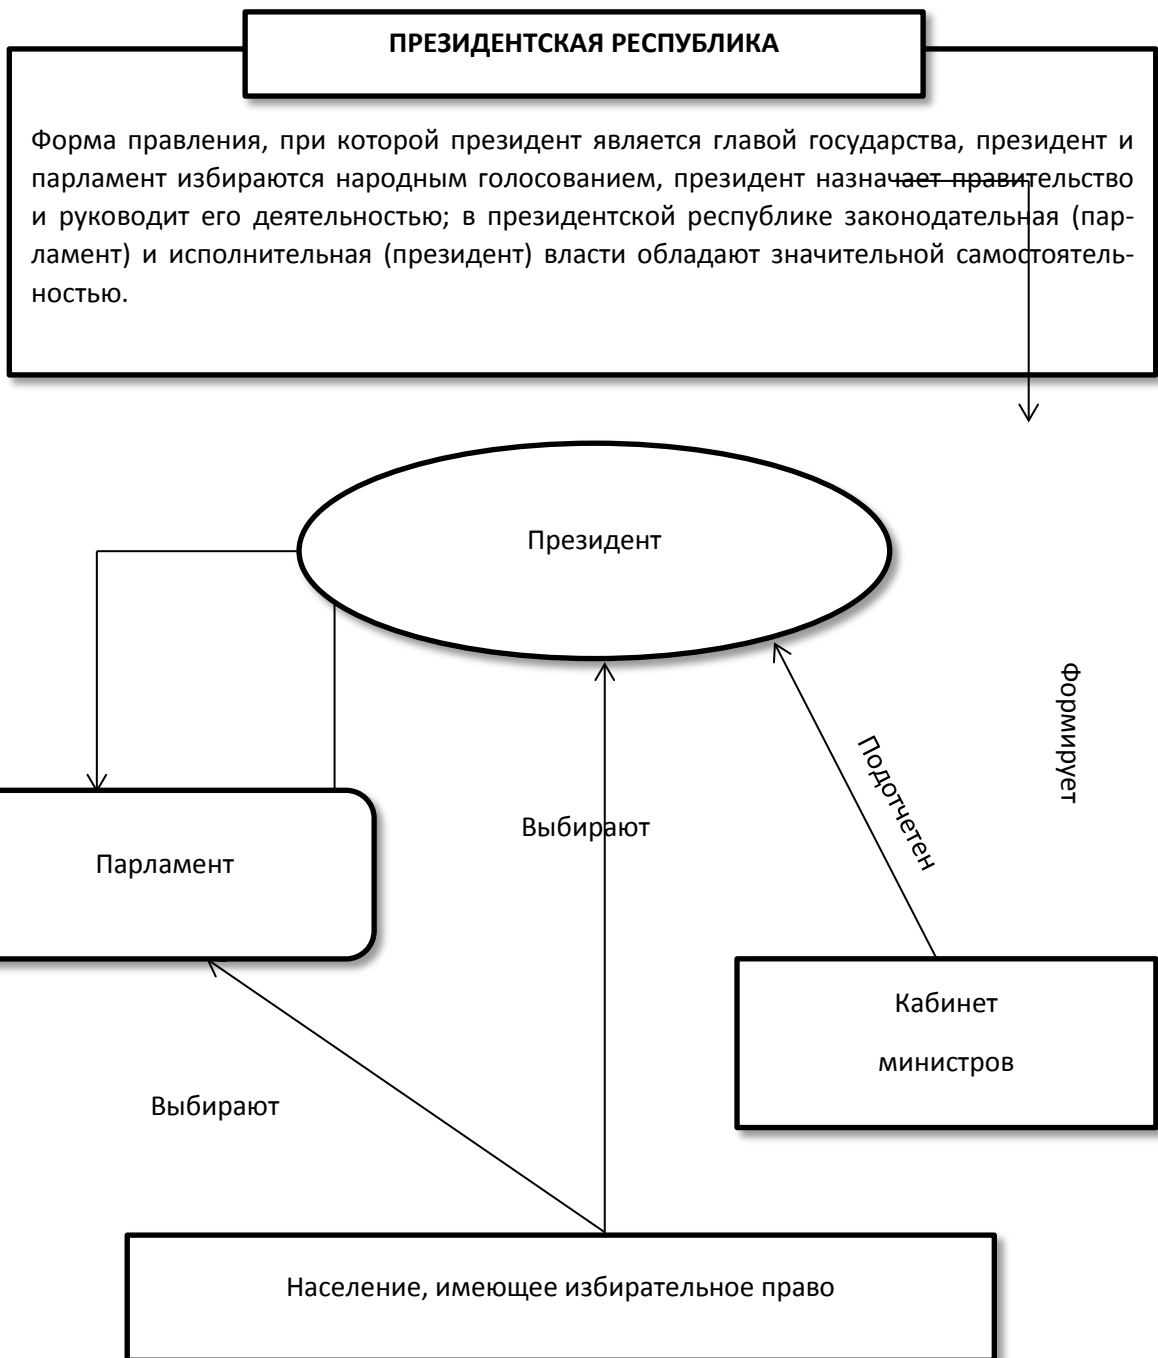 ПРЕЗИДЕНТСКАЯ РЕСПУБЛИКА
Форма правления, при которой президент является главой государства, президент и
парламент избираются народным голосованием, президент назначает правительство
и руководит его деятельностью; в президентской республике законодательная (пар-
ламент) и исполнительная (президент) власти обладают значительной самостоятель-
ностью.
Президент
Формирует
Подотчетен
Выбирают
Парламент
Кабинет
министров
Выбирают
Население, имеющее избирательное право